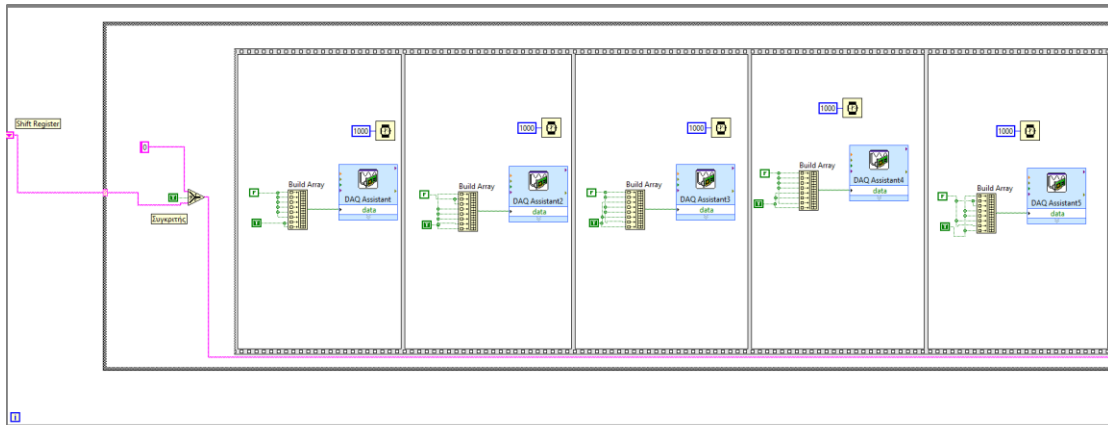 Shift Register
Συγκριτής
1000
Build Array
F
DAQ Assistant
data
1000
Build Array
F
DAQ Assistant2
data
1000
Build Array
F
DAQ Assistant3
data
1000
Build Array
F
DAQ Assistant4
data
1000
Build Array
F
DAQ Assistant5
data
i